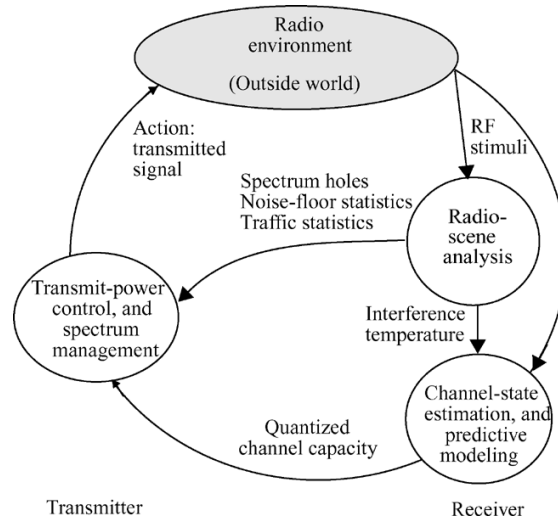 Radio
environment
(Outside world)
Action:
transmitted
signal
RF
stimuli
Spectrum holes
Noise-floor statistics
Traffic statistics
Radio-
scene
analysis
Transmit-power
control, and
spectrum
management
Interference
temperature
Channel-state
estimation, and
predictive
modeling
Quantized
channel capacity
Transmitter
Receiver